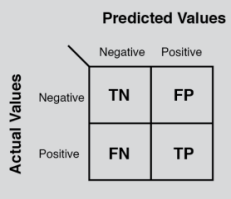 Predicted Values
Negative Positive
Actual Values
Negative TN FP
Positive FN TP